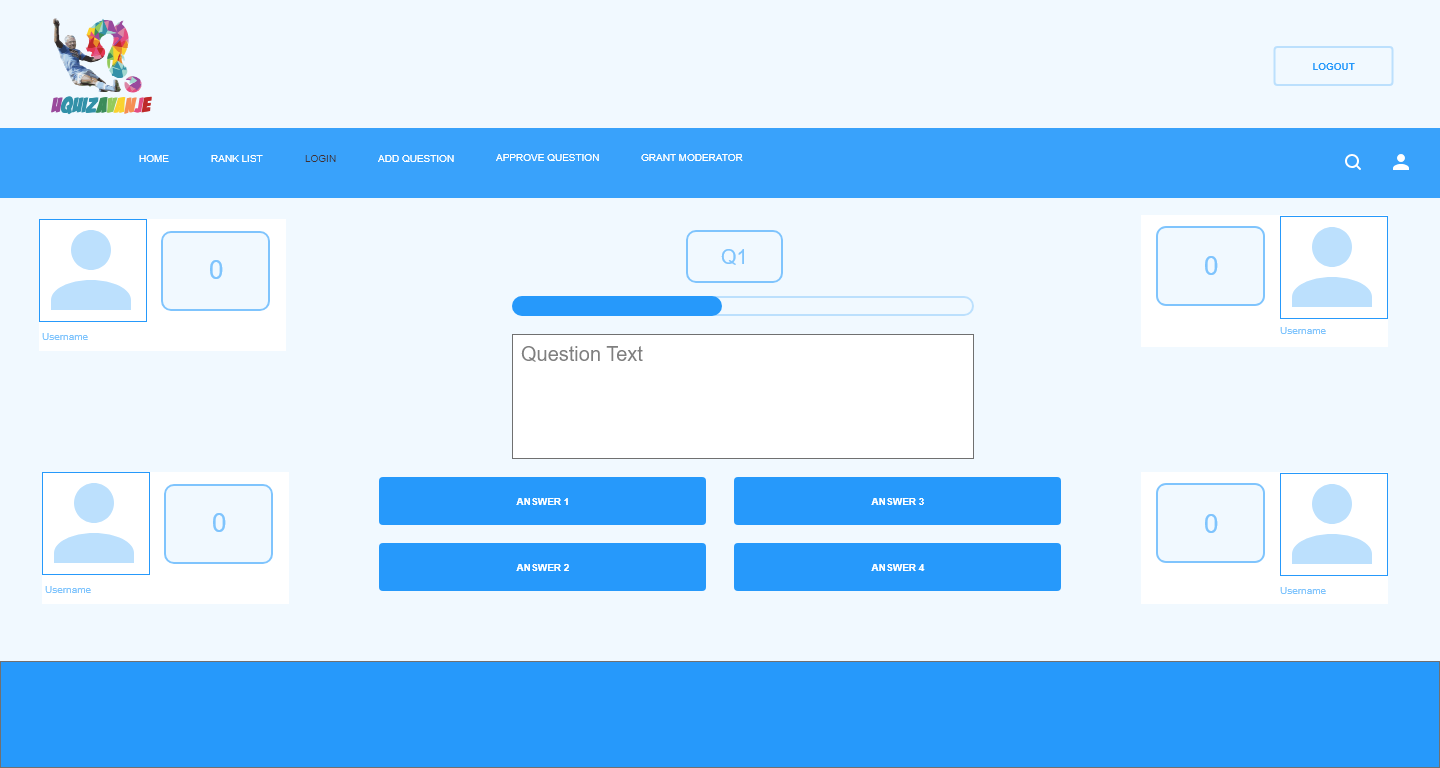 UQUIZAVANJE
LOGOUT
HOME
RANK LIST
LOGIN
ADD QUESTION
APPROVE QUESTION
GRANT MODERATOR
0
Username
Q1
0
Username
Question Text
0
Username
ANSWER 1
ANSWER 3
ANSWER 2
ANSWER 4
0
Username